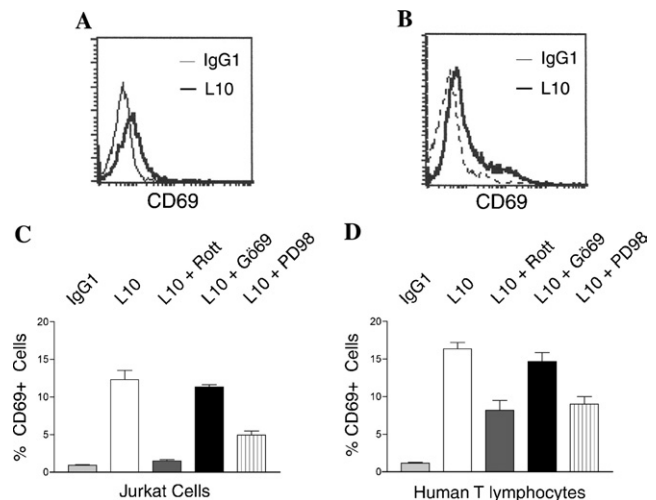 A
IgG1
L10
CD69
B
IgG1
L10
CD69
C
IgG1
L10
L10 + Rott
L10 + Gö69
L10 + PD98
% CD69+ Cells
20
15
10
5
0
Jurkat Cells
D
IgG1
L10
L10 + Rott
L10 + Gö69
L10 + PD98
% CD69+ Cells
20
15
10
5
0
Human T lymphocytes